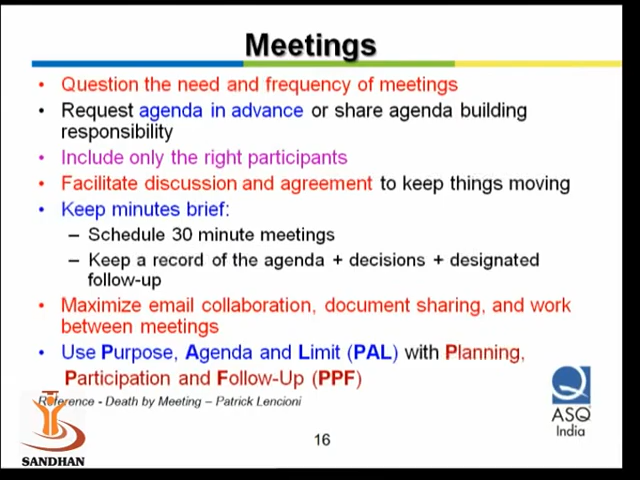 Meetings
• Question the need and frequency of meetings
• Request agenda in advance or share agenda building
responsibility
• Include only the right participants
• Facilitate discussion and agreement to keep things moving
• Keep minutes brief:
– Schedule 30 minute meetings
– Keep a record of the agenda + decisions + designated
follow-up
• Maximize email collaboration, document sharing, and work
between meetings
• Use Purpose, Agenda and Limit (PAL) with Planning,
Participation and Follow-Up (PPF)
Reference - Death by Meeting – Patrick Lencioni
SANDHAN
16
ASQ
India